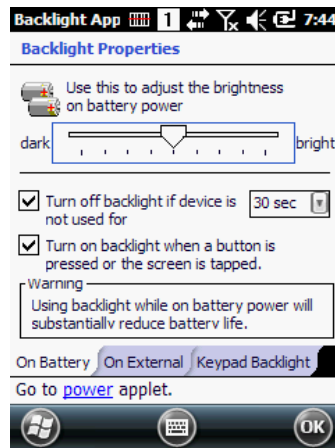 Backlight App 1 7:44
Backlight Properties
Use this to adjust the brightness
on battery power
dark bright
Turn off backlight if device is 30 sec
not used for
Turn on backlight when a button is
pressed or the screen is tapped.
Warning
Using backlight while on battery power will
substantially reduce battery life.
On Battery On External Keypad Backlight
Go to power applet.
OK